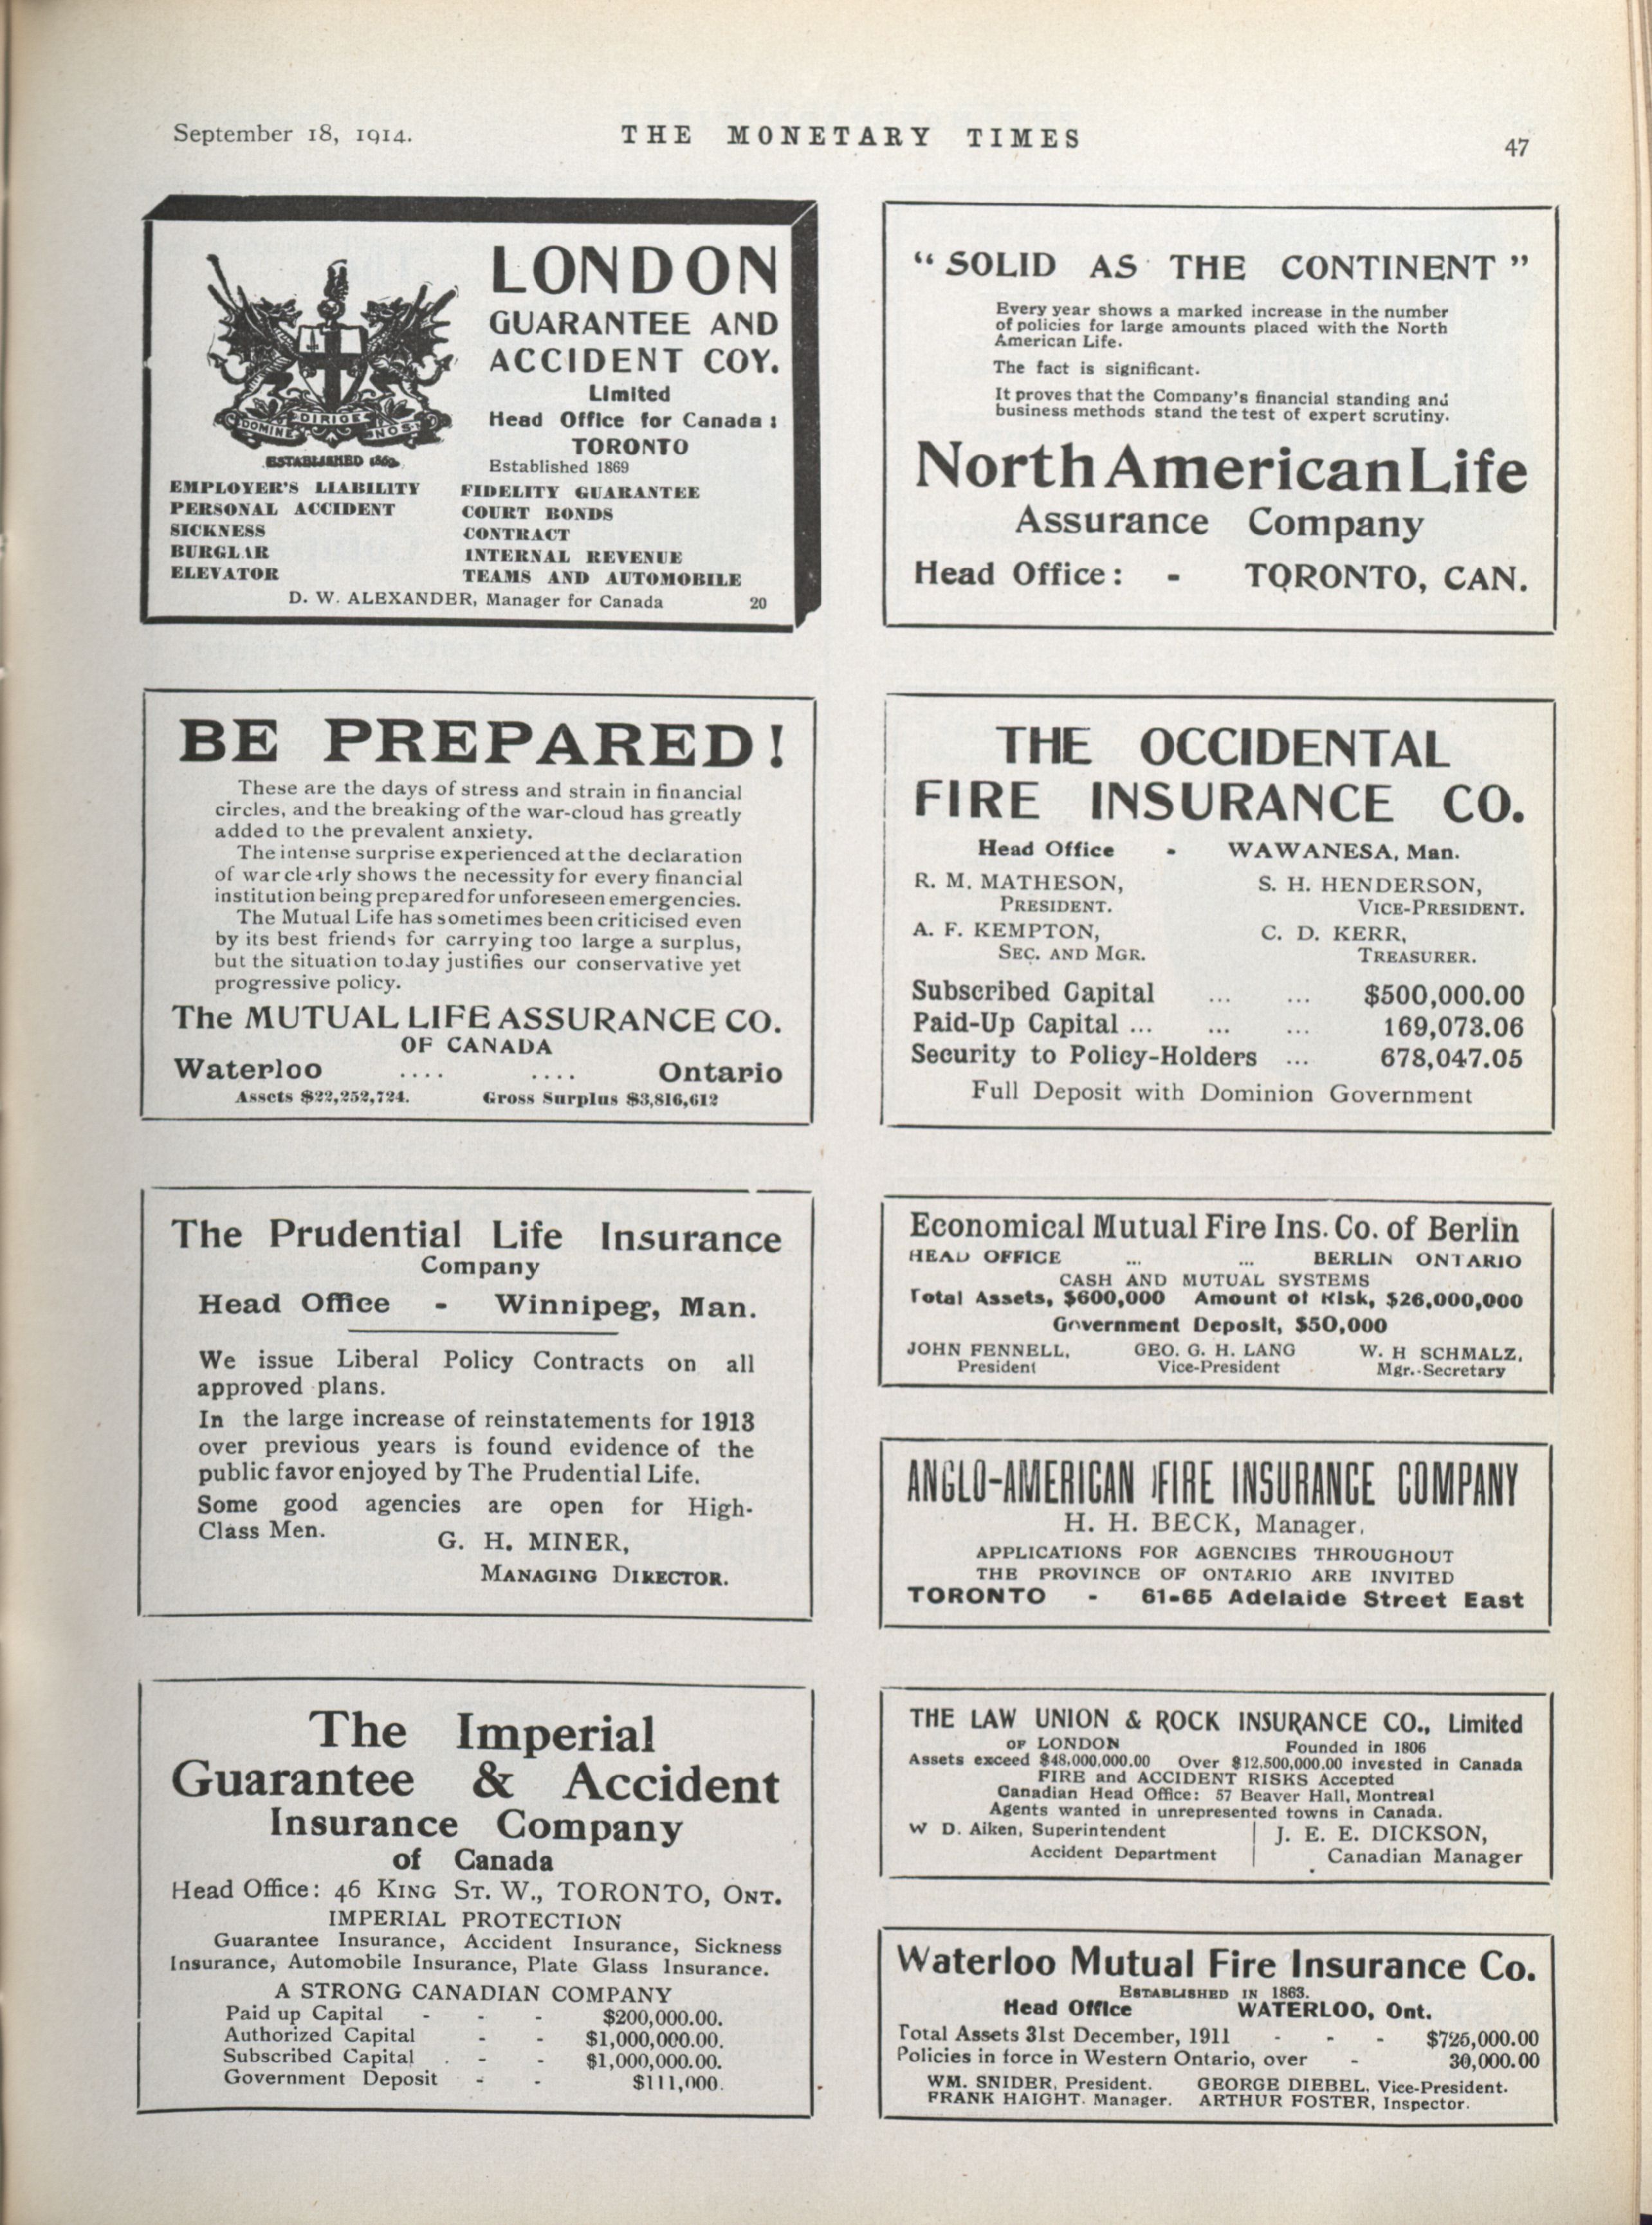 September 18, 1914.
THE MONETARY TIMES
47
DOMINE DIRIGE NOS
ESTABLISHED 1869
LONDON
GUARANTEE AND
ACCIDENT COY.
Limited
Head Office for Canada:
TORONTO
Established 1869
EMPLOYER'S LIABILITY
PERSONAL ACCIDENT
SICKNESS
BURGLAR
ELEVATOR
FIDELITY GUARANTEE
COURT BONDS
CONTRACT
INTERNAL REVENUE
TEAMS AND AUTOMOBILE
D. W. ALEXANDER, Manager for Canada 20
BE PREPARED!
These are the days of stress and strain in financial
circles, and the breaking of the war-cloud has greatly
added to the prevalent anxiety.
The intense surprise experienced at the declaration
of war clearly shows the necessity for every financial
institution being prepared for unforeseen emergencies.
The Mutual Life has sometimes been criticised even
by its best friends for carrying too large a surplus,
but the situation today justifies our conservative yet
progressive policy.
The MUTUAL LIFE ASSURANCE CO.
OF CANADA
Waterloo .... .... Ontario
Assets $22,252,724. Gross Surplus $3,816,612
The Prudential Life Insurance
Company
Head Office - Winnipeg, Man.
We issue Liberal Policy Contracts on all
approved plans.
In the large increase of reinstatements for 1913
over previous years is found evidence of the
public favor enjoyed by The Prudential Life.
Some good agencies are open for High-
Class Men.
G. H. MINER,
MANAGING DIRECTOR.
The Imperial
Guarantee & Accident
Insurance Company
of Canada
Head Office: 46 KING ST. W., TORONTO, ONT.
IMPERIAL PROTECTION
Guarantee Insurance, Accident Insurance, Sickness
Insurance, Automobile Insurance, Plate Glass Insurance.
A STRONG CANADIAN COMPANY
Paid up Capital - - - $200,000.00.
Authorized Capital - - $1,000,000.00.
Subscribed Capital . - - $1,000,000.00.
Government Deposit - - $111,000.
"SOLID AS THE CONTINENT"
Every year shows a marked increase in the number
of policies for large amounts placed with the North
American Life.
The fact is significant.
It proves that the Company's financial standing and
business methods stand the test of expert scrutiny.
North American Life
Assurance Company
Head Office: - TORONTO, CAN.
THE OCCIDENTAL
FIRE INSURANCE CO.
Head Office - WAWANESA, Man.
R. M. MATHESON, S. H. HENDERSON,
PRESIDENT. VICE-PRESIDENT.
A. F. KEMPTON, C. D. KERR,
SEC. AND MGR. TREASURER.
Subscribed Capital ... ... $500,000.00
Paid-Up Capital ... ... ... 169,073.06
Security to Policy-Holders ... 678,047.05
Full Deposit with Dominion Government
Economical Mutual Fire Ins. Co. of Berlin
HEAD OFFICE ... ... BERLIN ONTARIO
CASH AND MUTUAL SYSTEMS
Total Assets, $600,000 Amount of Risk, $26,000,000
Government Deposit, $50,000
JOHN FENNELL, GEO. G. H. LANG W. H SCHMALZ,
President Vice-President Mgr.-Secretary
ANGLO-AMERICAN FIRE INSURANCE COMPANY
H. H. BECK, Manager.
APPLICATIONS FOR AGENCIES THROUGHOUT
THE PROVINCE OF ONTARIO ARE INVITED
TORONTO - 61-65 Adelaide Street East
THE LAW UNION & ROCK INSURANCE CO., Limited
OF LONDON Founded in 1806
Assets exceed $48,000,000.00 Over $12,500,000.00 invested in Canada
FIRE and ACCIDENT RISKS Accepted
Canadian Head Office: 57 Beaver Hall, Montreal
Agents wanted in unrepresented towns in Canada.
W D. Aiken, Superintendent J. E. E. DICKSON,
Accident Department Canadian Manager
Waterloo Mutual Fire Insurance Co.
ESTABLISHED IN 1863.
Head Office WATERLOO, Ont.
Total Assets 31st December, 1911 - - - $725,000.00
Policies in force in Western Ontario, over - 30,000.00
WM. SNIDER, President. GEORGE DIEBEL, Vice-President.
FRANK HAIGHT. Manager. ARTHUR FOSTER, Inspector.